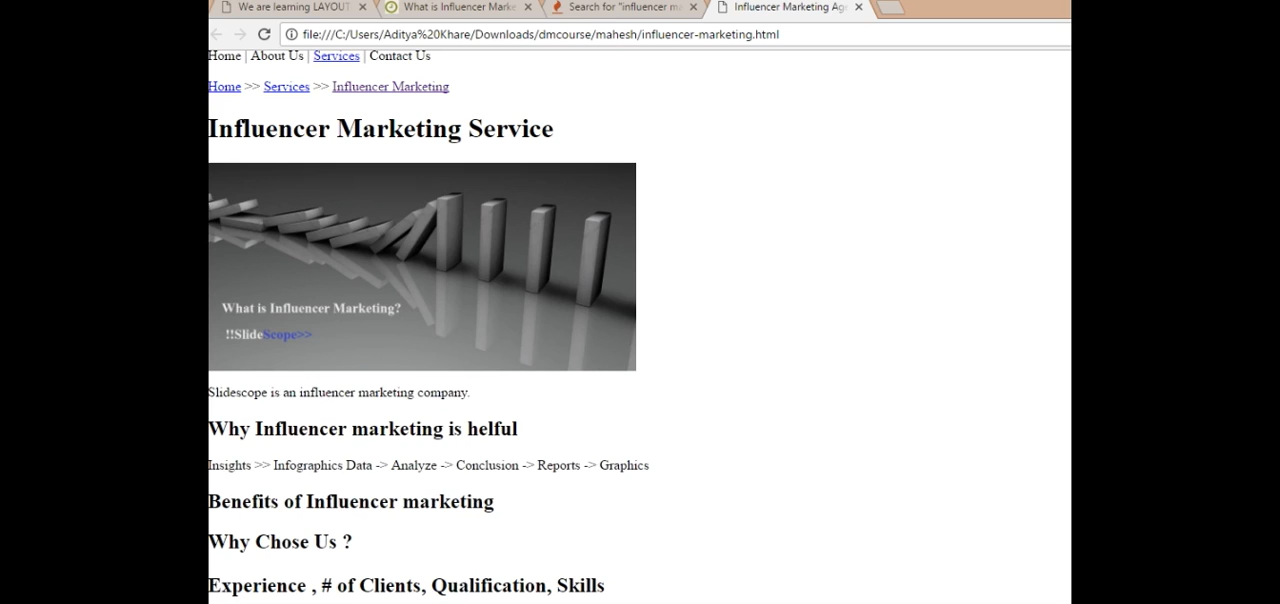 We are learning LAYOUT
What is Influencer Marke
Search for "influencer ma
Influencer Marketing Age
file:///C:/Users/Aditya%20Khare/Downloads/dmcourse/mahesh/influencer-marketing.html
Home | About Us | Services | Contact Us
Home >> Services >> Influencer Marketing
Influencer Marketing Service
What is Influencer Marketing?
!!SlideScope>>
Slidescope is an influencer marketing company.
Why Influencer marketing is helful
Insights >> Infographics Data -> Analyze -> Conclusion -> Reports -> Graphics
Benefits of Influencer marketing
Why Chose Us ?
Experience , # of Clients, Qualification, Skills